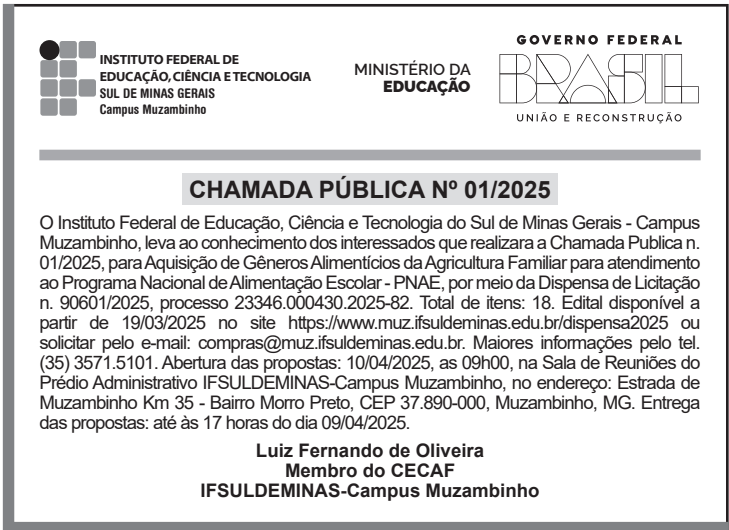 INSTITUTO FEDERAL DE
EDUCAÇÃO, CIÊNCIA E TECNOLOGIA
SUL DE MINAS GERAIS
Campus Muzambinho
MINISTÉRIO DA
EDUCAÇÃO
GOVERNO FEDERAL
BRASIL
UNIÃO E RECONSTRUÇÃO
CHAMADA PÚBLICA Nº 01/2025
O Instituto Federal de Educação, Ciência e Tecnologia do Sul de Minas Gerais - Campus
Muzambinho, leva ao conhecimento dos interessados que realizara a Chamada Publica n.
01/2025, para Aquisição de Gêneros Alimentícios da Agricultura Familiar para atendimento
ao Programa Nacional de Alimentação Escolar - PNAE, por meio da Dispensa de Licitação
n. 90601/2025, processo 23346.000430.2025-82. Total de itens: 18. Edital disponível a
partir de 19/03/2025 no site https://www.muz.ifsuldeminas.edu.br/dispensa2025 ou
solicitar pelo e-mail: compras@muz.ifsuldeminas.edu.br. Maiores informações pelo tel.
(35) 3571.5101. Abertura das propostas: 10/04/2025, as 09h00, na Sala de Reuniões do
Prédio Administrativo IFSULDEMINAS-Campus Muzambinho, no endereço: Estrada de
Muzambinho Km 35 - Bairro Morro Preto, CEP 37.890-000, Muzambinho, MG. Entrega
das propostas: até às 17 horas do dia 09/04/2025.
Luiz Fernando de Oliveira
Membro do CECAF
IFSULDEMINAS-Campus Muzambinho